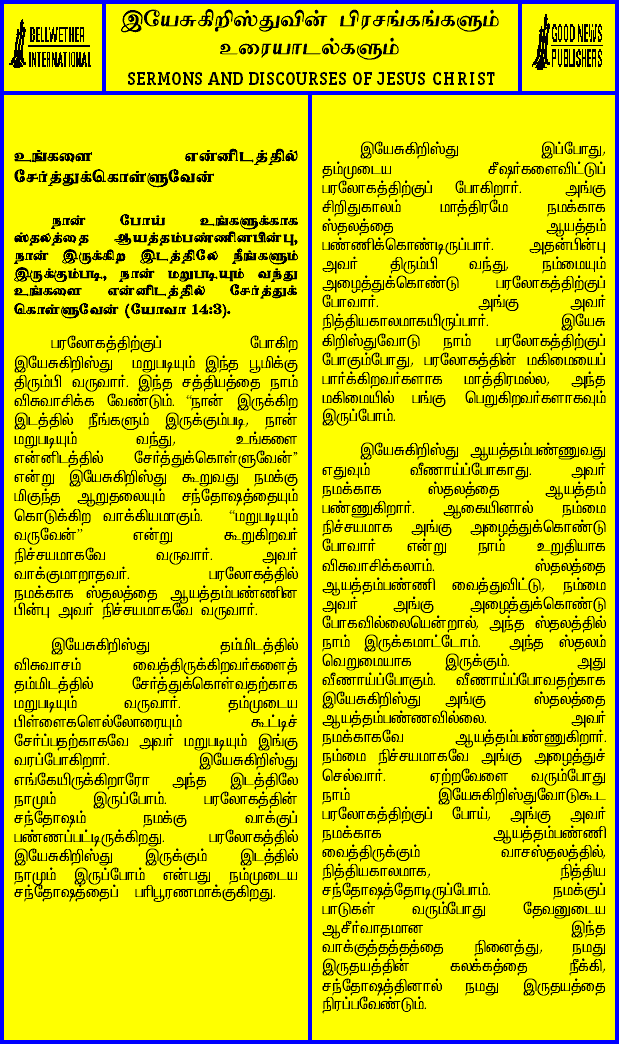 BELLWETHER
INTERNATIONAL
இயேசுகிறிஸ்துவின் பிரசங்கங்களும்
உரையாடல்களும்
SERMONS AND DISCOURSES OF JESUS CHRIST
GOOD NEWS
PUBLISHERS
உங்களை என்னிடத்தில்
சேர்த்துக்கொள்ளுவேன்
நான் போய் உங்களுக்காக
ஸ்தலத்தை ஆயத்தம்பண்ணினபின்பு,
நான் இருக்கிற இடத்திலே நீங்களும்
இருக்கும்படி, நான் மறுபடியும் வந்து
உங்களை என்னிடத்தில் சேர்த்துக்
கொள்ளுவேன் (யோவா 14:3).
பரலோகத்திற்குப் போகிற
இயேசுகிறிஸ்து மறுபடியும் இந்த பூமிக்கு
திரும்பி வருவார். இந்த சத்தியத்தை நாம்
விசுவாசிக்க வேண்டும். “நான் இருக்கிற
இடத்தில் நீங்களும் இருக்கும்படி, நான்
மறுபடியும் வந்து, உங்களை
என்னிடத்தில் சேர்த்துக்கொள்ளுவேன்”
என்று இயேசுகிறிஸ்து கூறுவது நமக்கு
மிகுந்த ஆறுதலையும் சந்தோஷத்தையும்
கொடுக்கிற வாக்கியமாகும். “மறுபடியும்
வருவேன்” என்று கூறுகிறவர்
நிச்சயமாகவே வருவார். அவர்
வாக்குமாறாதவர். பரலோகத்தில்
நமக்காக ஸ்தலத்தை ஆயத்தம்பண்ணின
பின்பு அவர் நிச்சயமாகவே வருவார்.
இயேசுகிறிஸ்து தம்மிடத்தில்
விசுவாசம் வைத்திருக்கிறவர்களைத்
தம்மிடத்தில் சேர்த்துக்கொள்வதற்காக
மறுபடியும் வருவார். தம்முடைய
பிள்ளைகளெல்லோரையும் கூட்டிச்
சேர்ப்பதற்காகவே அவர் மறுபடியும் இங்கு
வரப்போகிறார். இயேசுகிறிஸ்து
எங்கேயிருக்கிறாரோ அந்த இடத்திலே
நாமும் இருப்போம். பரலோகத்தின்
சந்தோஷம் நமக்கு வாக்குப்
பண்ணப்பட்டிருக்கிறது. பரலோகத்தில்
இயேசுகிறிஸ்து இருக்கும் இடத்தில்
நாமும் இருப்போம் என்பது நம்முடைய
சந்தோஷத்தைப் பரிபூரணமாக்குகிறது.
இயேசுகிறிஸ்து இப்போது,
தம்முடைய சீஷர்களைவிட்டுப்
பரலோகத்திற்குப் போகிறார். அங்கு
சிறிதுகாலம் மாத்திரமே நமக்காக
ஸ்தலத்தை ஆயத்தம்
பண்ணிக்கொண்டிருப்பார். அதன்பின்பு
அவர் திரும்பி வந்து, நம்மையும்
அழைத்துக்கொண்டு பரலோகத்திற்குப்
போவார். அங்கு அவர்
நித்தியகாலமாகயிருப்பார். இயேசு
கிறிஸ்துவோடு நாம் பரலோகத்திற்குப்
போகும்போது, பரலோகத்தின் மகிமையைப்
பார்க்கிறவர்களாக மாத்திரமல்ல, அந்த
மகிமையில் பங்கு பெறுகிறவர்களாகவும்
இருப்போம்.
இயேசுகிறிஸ்து ஆயத்தம்பண்ணுவது
எதுவும் வீணாய்ப்போகாது. அவர்
நமக்காக ஸ்தலத்தை ஆயத்தம்
பண்ணுகிறார். ஆகையினால் நம்மை
நிச்சயமாக அங்கு அழைத்துக்கொண்டு
போவார் என்று நாம் உறுதியாக
விசுவாசிக்கலாம். ஸ்தலத்தை
ஆயத்தம்பண்ணி வைத்துவிட்டு, நம்மை
அவர் அங்கு அழைத்துக்கொண்டு
போகவில்லையென்றால், அந்த ஸ்தலத்தில்
நாம் இருக்கமாட்டோம். அந்த ஸ்தலம்
வெறுமையாக இருக்கும். அது
வீணாய்ப்போகும். வீணாய்ப்போவதற்காக
இயேசுகிறிஸ்து அங்கு ஸ்தலத்தை
ஆயத்தம்பண்ணவில்லை. அவர்
நமக்காகவே ஆயத்தம்பண்ணுகிறார்.
நம்மை நிச்சயமாகவே அங்கு அழைத்துச்
செல்வார். ஏற்றவேளை வரும்போது
நாம் இயேசுகிறிஸ்துவோடுகூட
பரலோகத்திற்குப் போய், அங்கு அவர்
நமக்காக ஆயத்தம்பண்ணி
வைத்திருக்கும் வாசஸ்தலத்தில்,
நித்தியகாலமாக, நித்திய
சந்தோஷத்தோடிருப்போம். நமக்குப்
பாடுகள் வரும்போது தேவனுடைய
ஆசீர்வாதமான இந்த
வாக்குத்தத்தத்தை நினைத்து, நமது
இருதயத்தின் கலக்கத்தை நீக்கி,
சந்தோஷத்தினால் நமது இருதயத்தை
நிரப்பவேண்டும்.